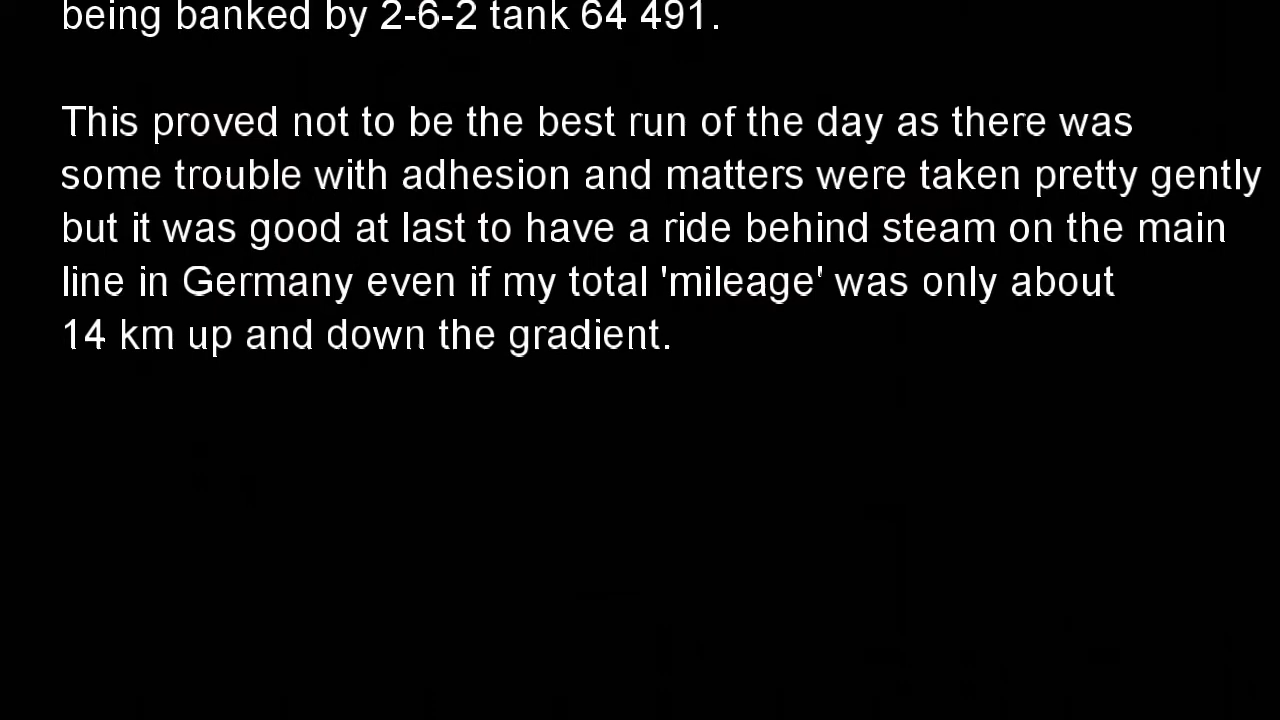 being banked by 2-6-2 tank 64 491.
This proved not to be the best run of the day as there was
some trouble with adhesion and matters were taken pretty gently
but it was good at last to have a ride behind steam on the main
line in Germany even if my total 'mileage' was only about
14 km up and down the gradient.